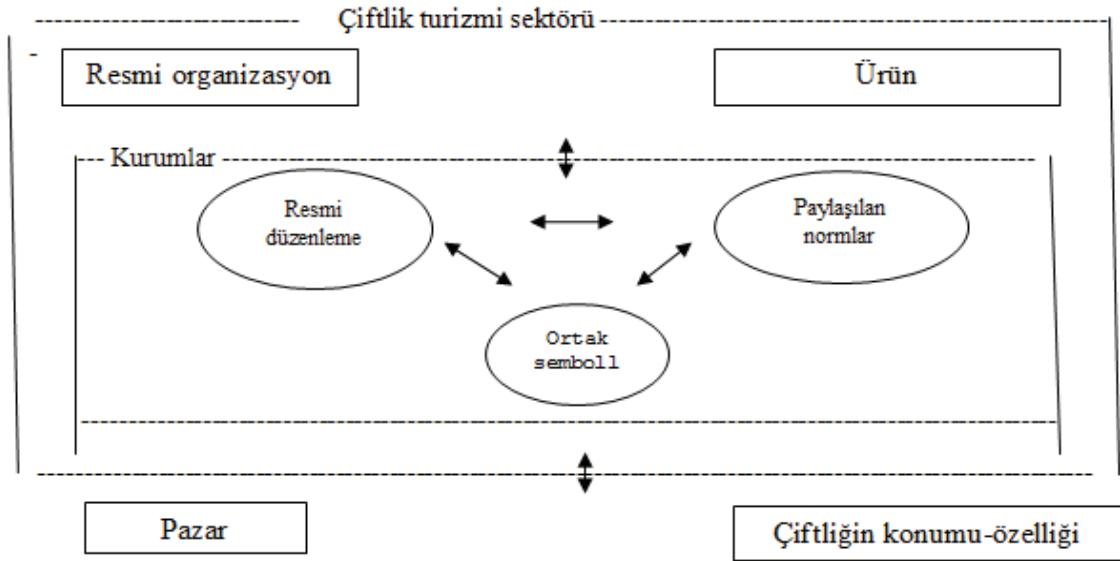 Çiftlik turizmi sektörü
Resmi organizasyon
Ürün
Kurumlar
Resmi
düzenleme
Paylaşılan
normlar
Ortak
semboll
Pazar
Çiftliğin konumu-özelliği